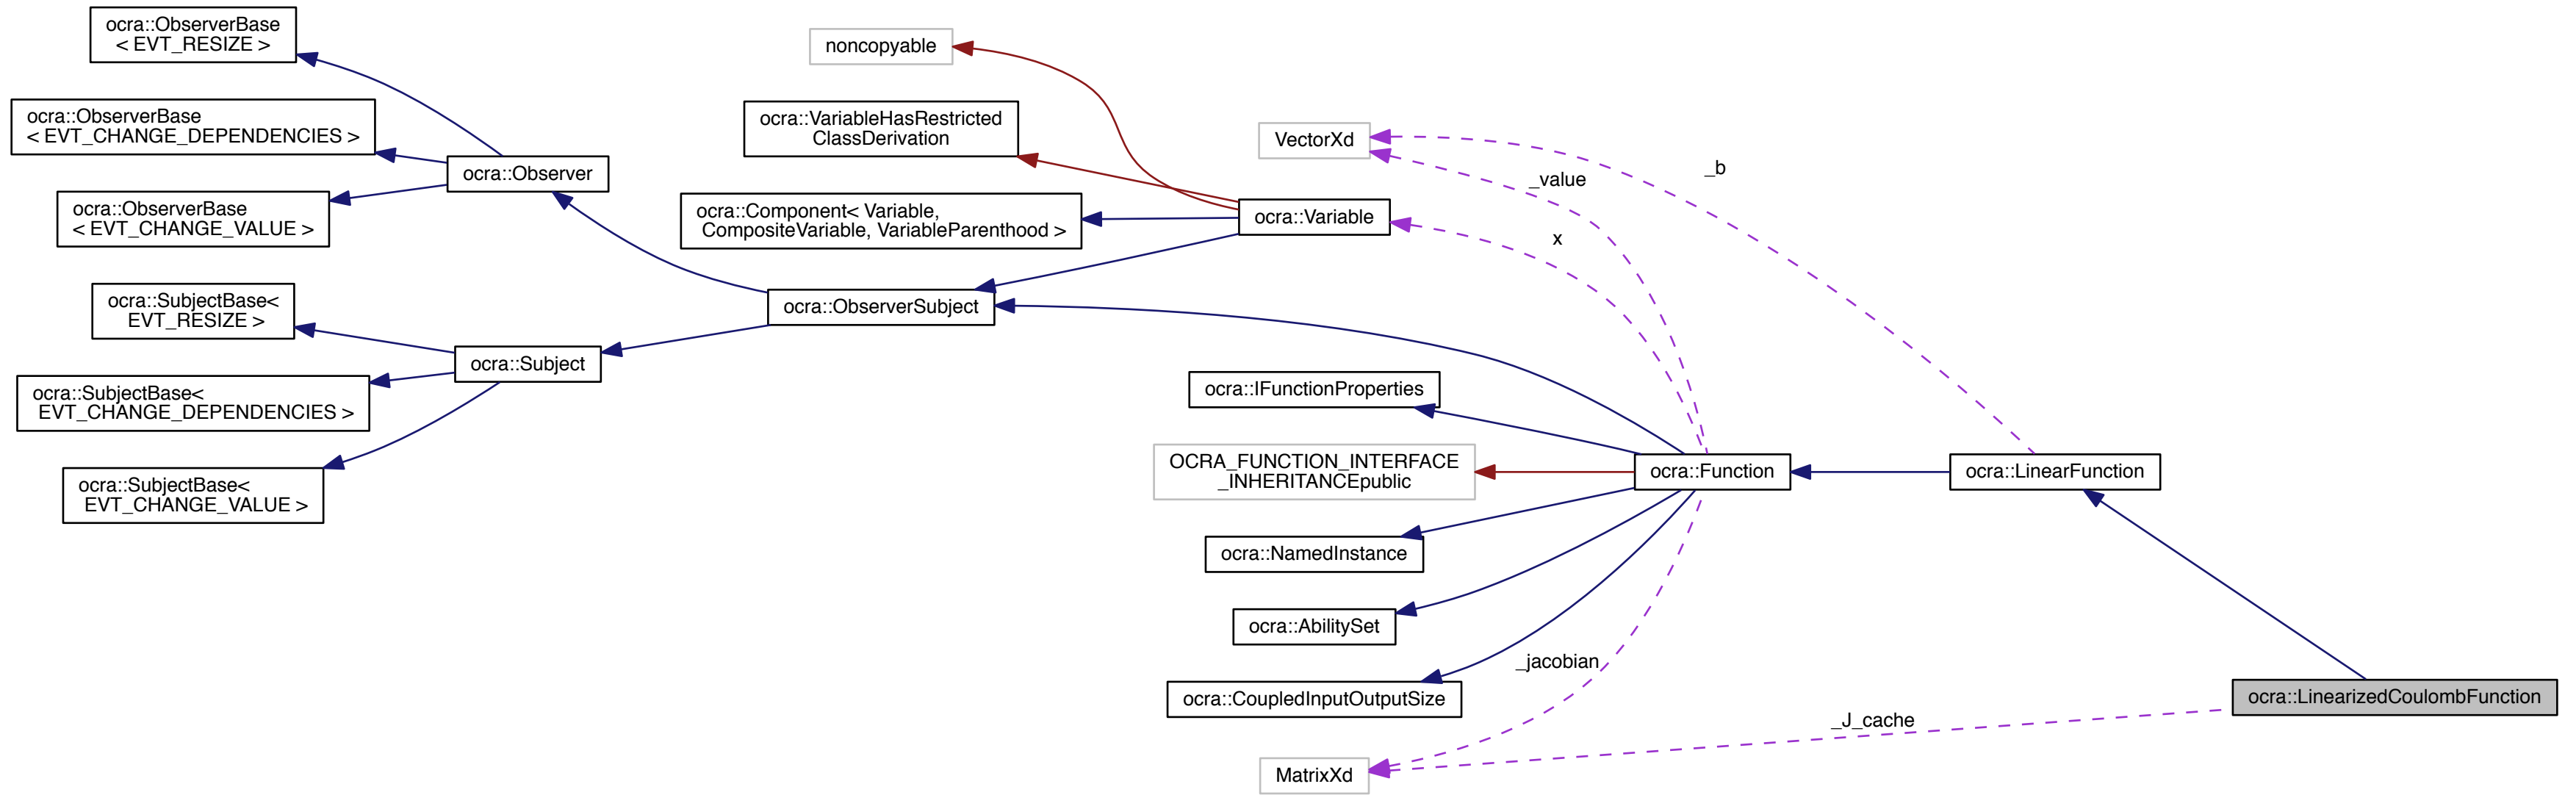 ocra::ObserverBase
< EVT_RESIZE >
ocra::ObserverBase
< EVT_CHANGE_DEPENDENCIES >
ocra::ObserverBase
< EVT_CHANGE_VALUE >
ocra::SubjectBase<
EVT_RESIZE >
ocra::SubjectBase<
EVT_CHANGE_DEPENDENCIES >
ocra::SubjectBase<
EVT_CHANGE_VALUE >
ocra::Observer
ocra::Subject
noncopyable
ocra::VariableHasRestricted
ClassDerivation
ocra::Component< Variable,
CompositeVariable, VariableParenthood >
ocra::ObserverSubject
VectorXd
ocra::Variable
ocra::IFunctionProperties
OCRA_FUNCTION_INTERFACE
_INHERITANCEpublic
ocra::NamedInstance
ocra::AbilitySet
ocra::CoupledInputOutputSize
MatrixXd
_value
x
_jacobian
_b
ocra::Function
ocra::LinearFunction
_J_cache
ocra::LinearizedCoulombFunction